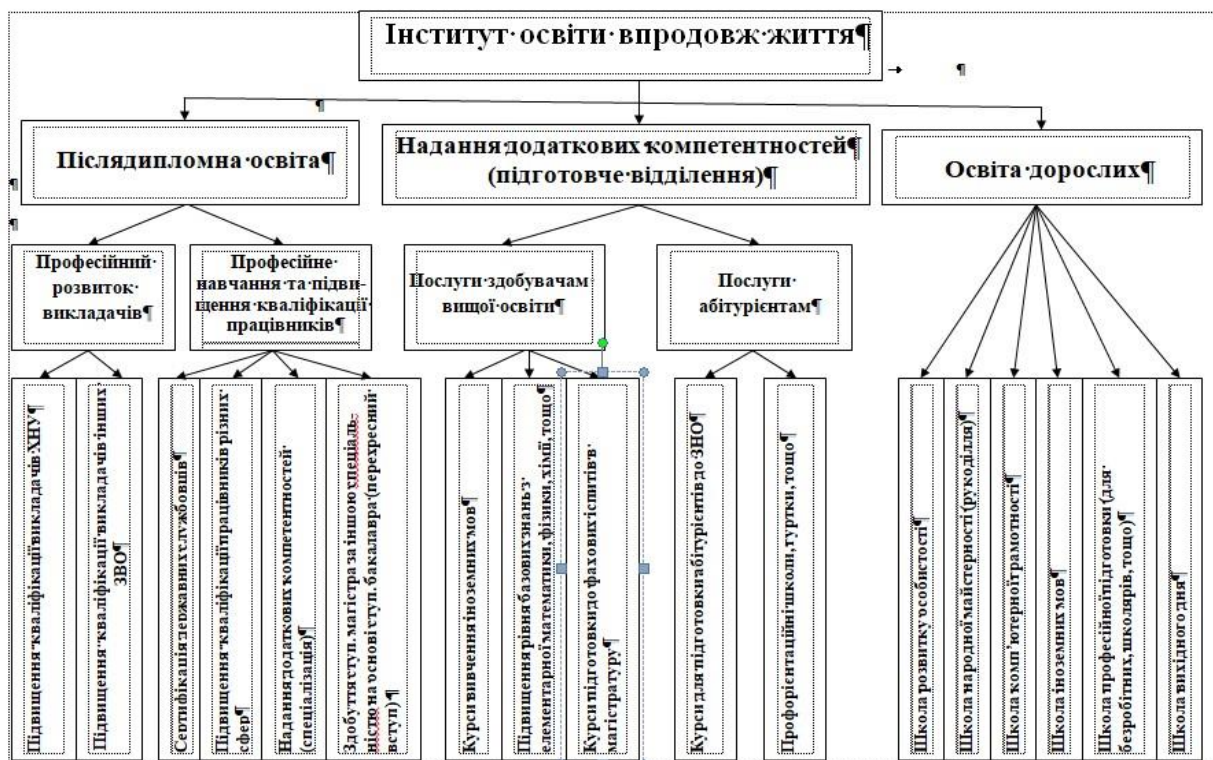 Інститут освіти впродовж життя
Післядипломна освіта
Надання додаткових компетентностей
(підготовче відділення)
Освіта дорослих
Професійний
розвиток
викладачів
Професійне
навчання та підви-
щення кваліфікації
працівників
Послуги здобувачам
вищої освіти
Послуги
абітурієнтам
Підвищення кваліфікації викладачів ХНУ
Підвищення кваліфікації викладачів інших
ЗВО
Сертифікація державних службовців
Підвищення кваліфікації працівників різних
сфер
Надання додаткових компетентностей
(спеціалізація)
Здобуття ступ. магістра за іншою спеціаль-
ністю на основі ступ. бакалавра (перехресний
вступ)
Курси вивчення іноземних мов
Підвищення рівня базових знань з
елементарної математики, фізики, хімії, тощо
Курси підготовки до фахових іспитів в
магістратуру
Курси для підготовки абітурієнтів до ЗНО
Профорієнтаційні школи, гуртки, тощо
Школа розвитку особистості
Школа народної майстерності (рукоділля)
Школа комп'ютерної грамотності
Школа іноземних мов
Школа професійної підготовки (для
безробітних, школярів, тощо)
Школа вихідного дня